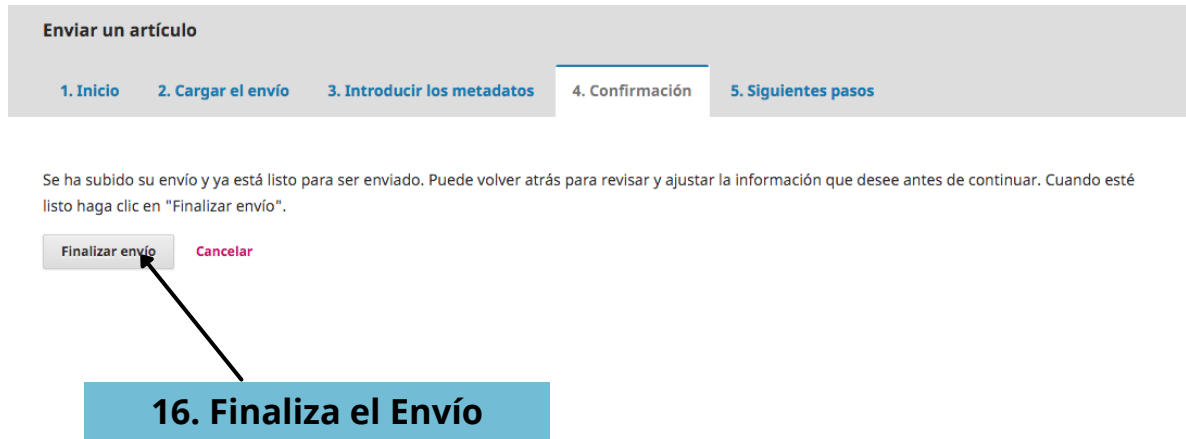 Enviar un artículo
1. Inicio 2. Cargar el envío 3. Introducir los metadatos 4. Confirmación 5. Siguientes pasos
Se ha subido su envío y ya está listo para ser enviado. Puede volver atrás para revisar y ajustar la información que desee antes de continuar. Cuando esté
listo haga clic en "Finalizar envío".
Finalizar envío Cancelar
16. Finaliza el Envío